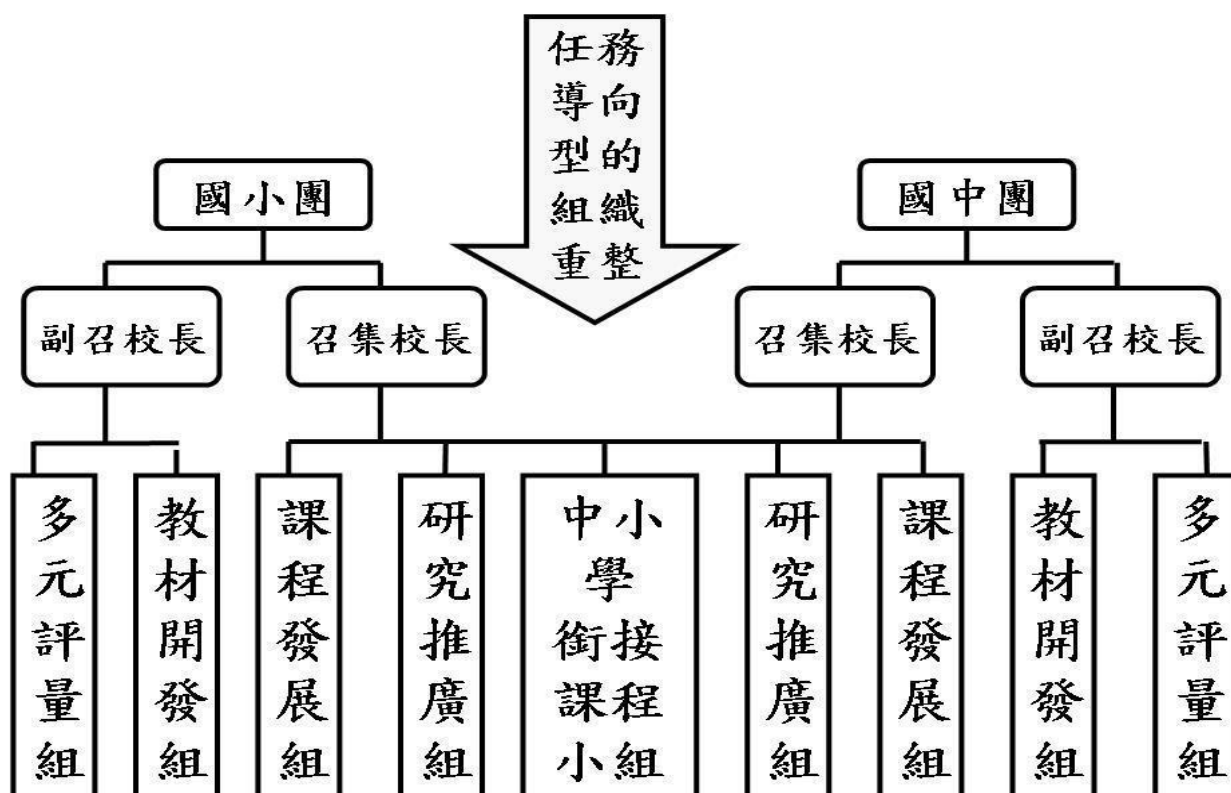 任務
導向
型的
組織
重整
國小團
國中團
副召校長
召集校長
召集校長
副召校長
多元評量組
教材開發組
課程發展組
研究推廣組
中小
學
銜接
課程
小組
研究推廣組
課程發展組
教材開發組
多元評量組